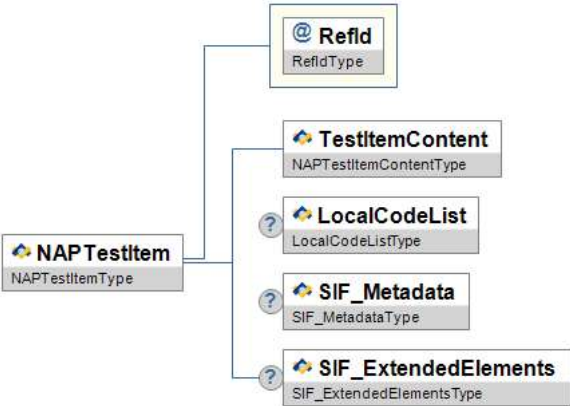 @ RefId
RefIdType
TestItemContent
NAPTestItemContentType
? LocalCodeList
LocalCodeListType
NAPTestItem
NAPTestItemType
? SIF_Metadata
SIF_MetadataType
? SIF_ExtendedElements
SIF_ExtendedElementsType